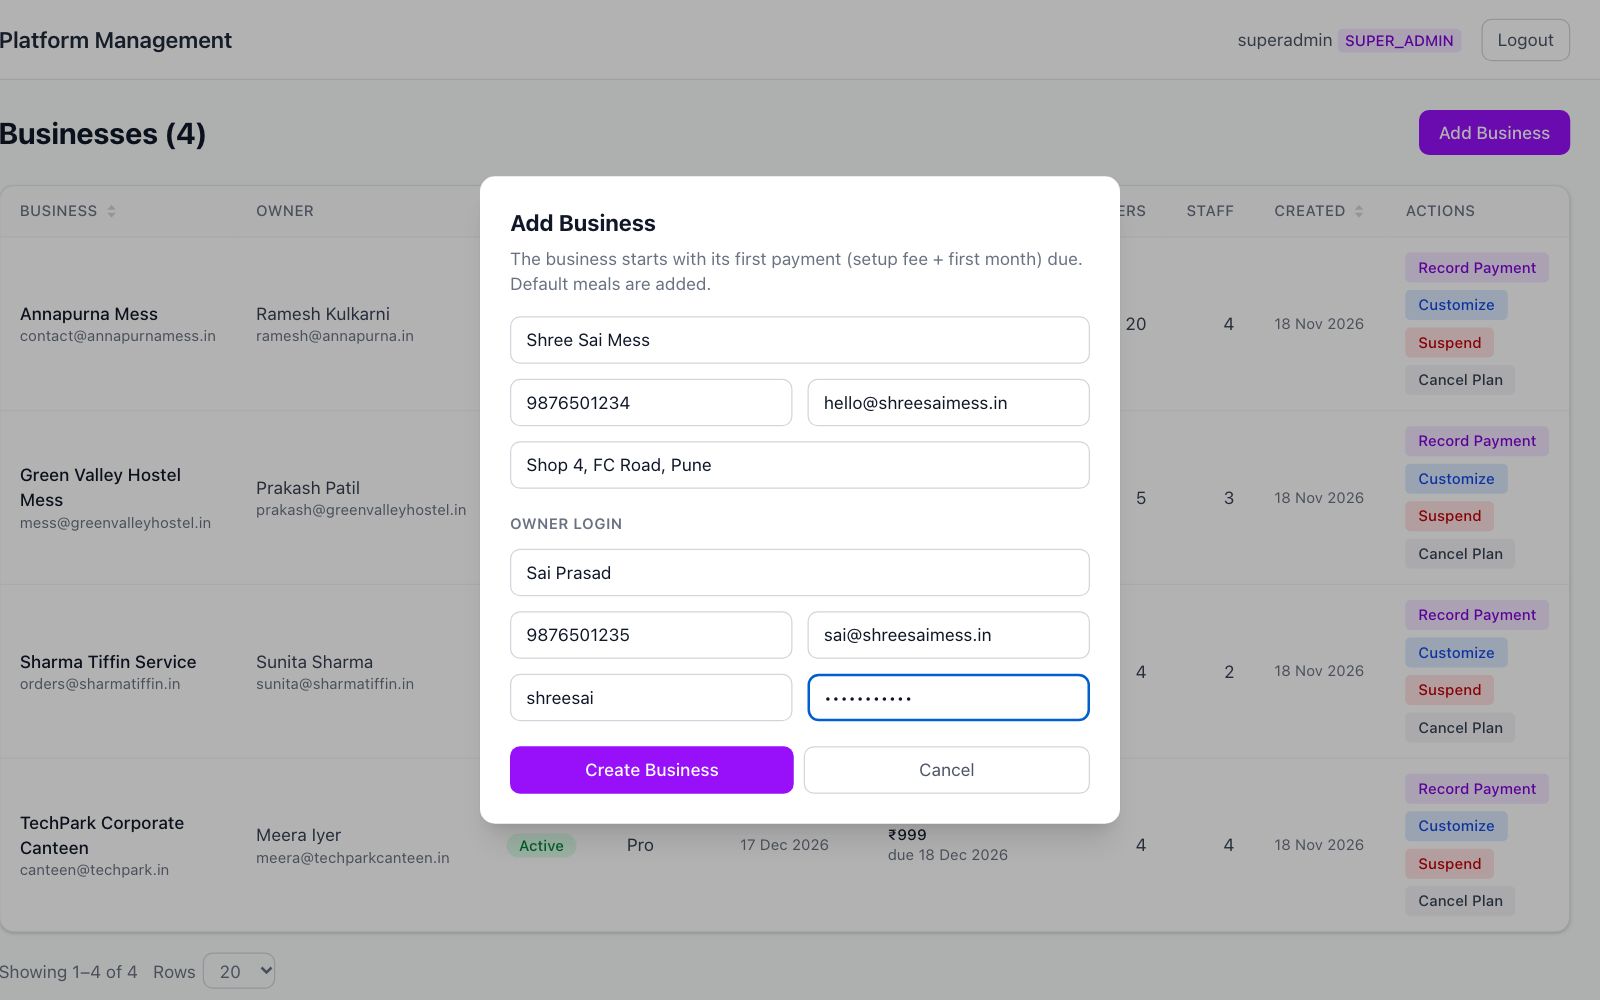 Platform Management
superadmin SUPER_ADMIN Logout
Businesses (4)
Add Business
BUSINESS OWNER STAFF CREATED ACTIONS
Annapurna Mess
contact@annapurnamess.in
Ramesh Kulkarni
ramesh@annapurna.in
20 4 18 Nov 2026
Record Payment
Customize
Suspend
Cancel Plan
Green Valley Hostel
Mess
mess@greenvalleyhostel.in
Prakash Patil
prakash@greenvalleyhostel.in
5 3 18 Nov 2026
Record Payment
Customize
Suspend
Cancel Plan
Sharma Tiffin Service
orders@sharmatiffin.in
Sunita Sharma
sunita@sharmatiffin.in
4 2 18 Nov 2026
Record Payment
Customize
Suspend
Cancel Plan
TechPark Corporate
Canteen
canteen@techpark.in
Meera Iyer
meera@techparkcanteen.in
Active Pro 17 Dec 2026
₹999
due 18 Dec 2026
4 4 18 Nov 2026
Record Payment
Customize
Suspend
Cancel Plan
Showing 1–4 of 4 Rows 20
Add Business
The business starts with its first payment (setup fee + first month) due.
Default meals are added.
Shree Sai Mess
9876501234 hello@shreesaimess.in
Shop 4, FC Road, Pune
OWNER LOGIN
Sai Prasad
9876501235 sai@shreesaimess.in
shreesai •••••••••••
Create Business Cancel